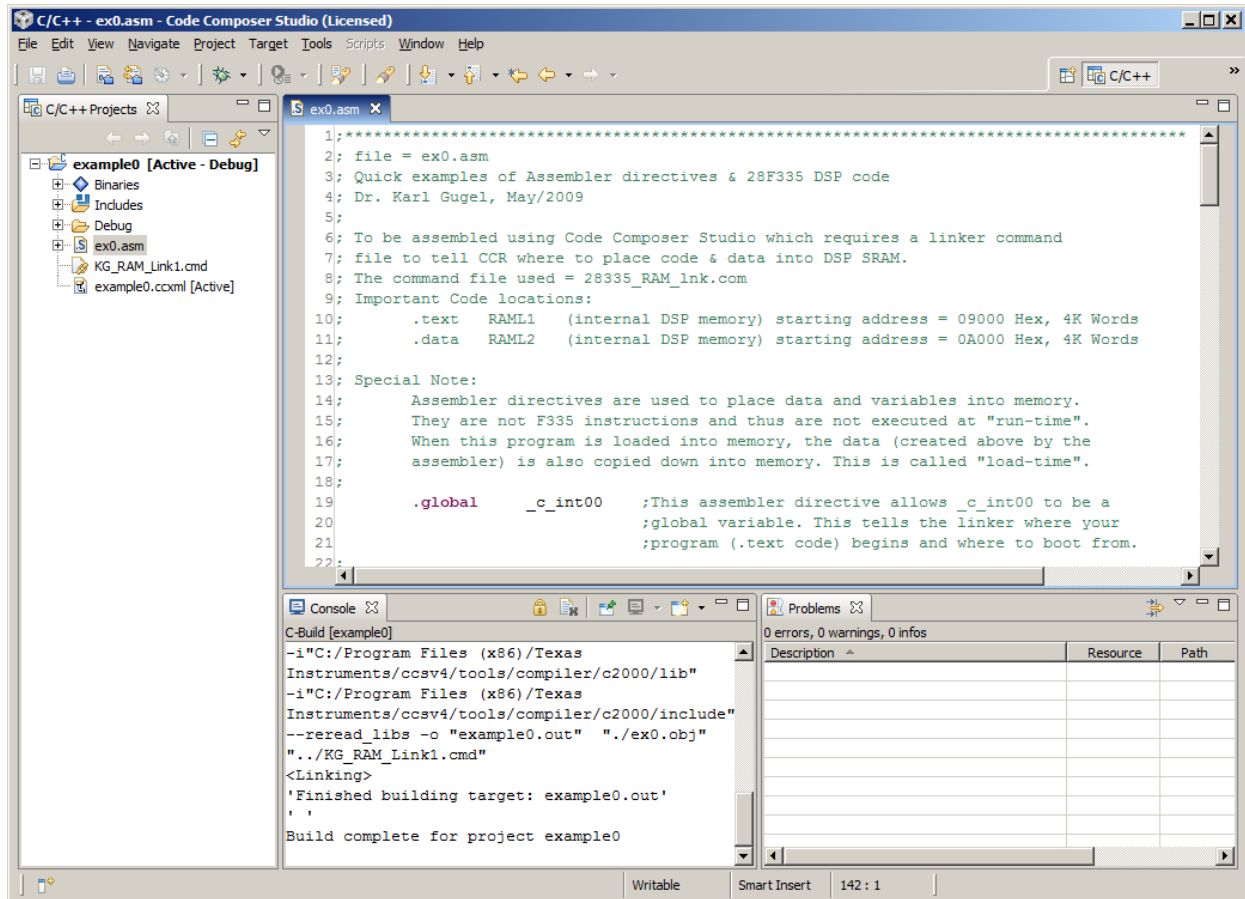 C/C++ - ex0.asm - Code Composer Studio (Licensed)
File Edit View Navigate Project Target Tools Scripts Window Help
C/C++
»
C/C++ Projects
example0 [Active - Debug]
Binaries
Includes
Debug
ex0.asm
KG_RAM_Link1.cmd
example0.ccxml [Active]
ex0.asm
1;****************************************************************************************
2; file = ex0.asm
3; Quick examples of Assembler directives & 28F335 DSP code
4; Dr. Karl Gugel, May/2009
5;
6; To be assembled using Code Composer Studio which requires a linker command
7; file to tell CCR where to place code & data into DSP SRAM.
8; The command file used = 28335_RAM_lnk.com
9; Important Code locations:
10;       .text   RAML1   (internal DSP memory) starting address = 09000 Hex, 4K Words
11;       .data   RAML2   (internal DSP memory) starting address = 0A000 Hex, 4K Words
12;
13; Special Note:
14;       Assembler directives are used to place data and variables into memory.
15;       They are not F335 instructions and thus are not executed at "run-time".
16;       When this program is loaded into memory, the data (created above by the
17;       assembler) is also copied down into memory. This is called "load-time".
18;
19        .global     _c_int00    ;This assembler directive allows _c_int00 to be a
20                                ;global variable. This tells the linker where your
21                                ;program (.text code) begins and where to boot from.
22;
Console
C-Build [example0]
-i"C:/Program Files (x86)/Texas
Instruments/ccsv4/tools/compiler/c2000/lib"
-i"C:/Program Files (x86)/Texas
Instruments/ccsv4/tools/compiler/c2000/include"
--reread_libs -o "example0.out"  "./ex0.obj"
"../KG_RAM_Link1.cmd"
<Linking>
'Finished building target: example0.out'
' '
Build complete for project example0
Problems
0 errors, 0 warnings, 0 infos
Description Resource Path
Writable Smart Insert 142 : 1